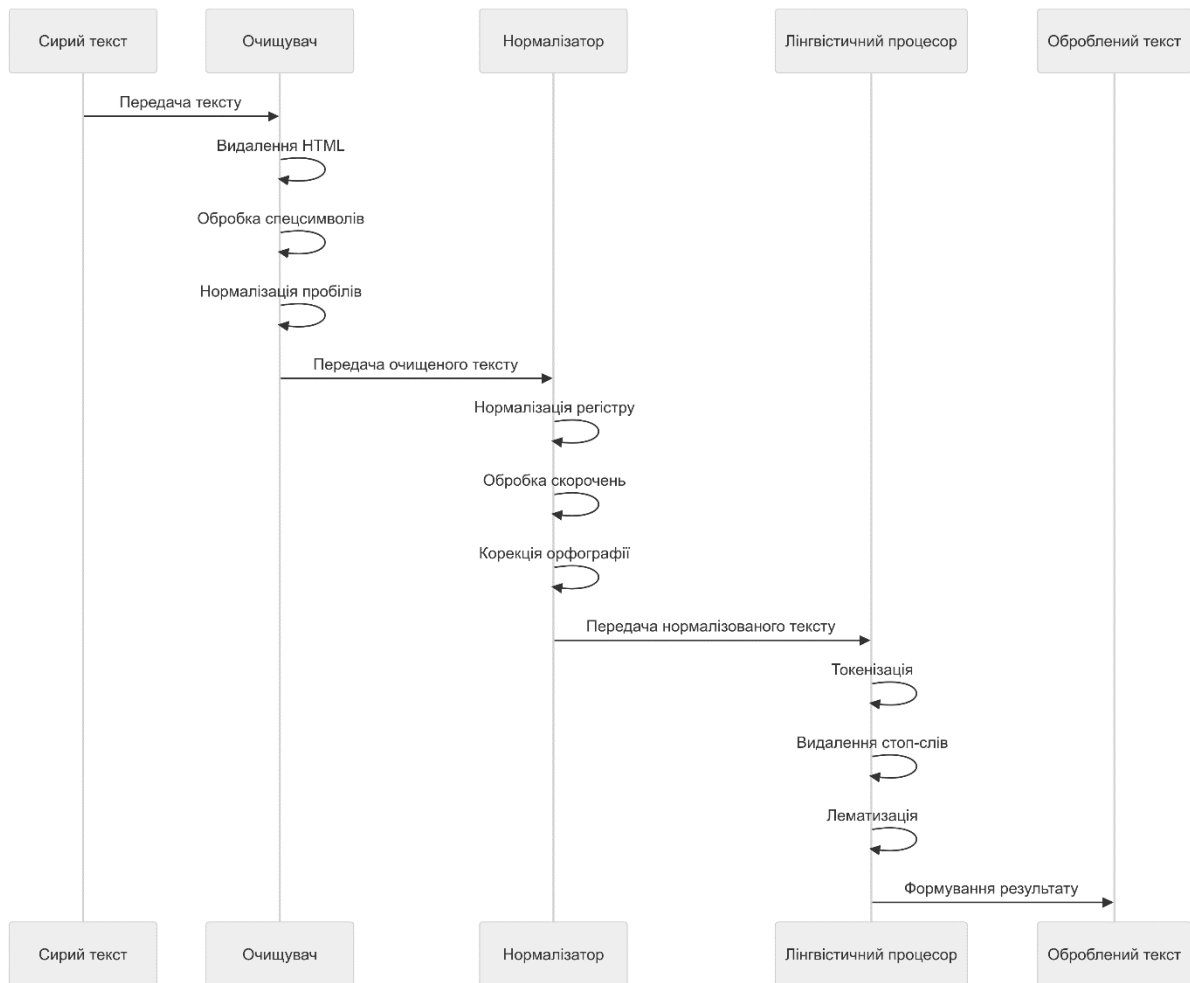 Сирий текст
Очищувач
Нормалізатор
Лінгвістичний процесор
Оброблений текст
Передача тексту
Видалення HTML
Обробка спецсимволів
Нормалізація пробілів
Передача очищеного тексту
Нормалізація регістру
Обробка скорочень
Корекція орфографії
Передача нормалізованого тексту
Токенізація
Видалення стоп-слів
Лематизація
Формування результату
Сирий текст
Очищувач
Нормалізатор
Лінгвістичний процесор
Оброблений текст